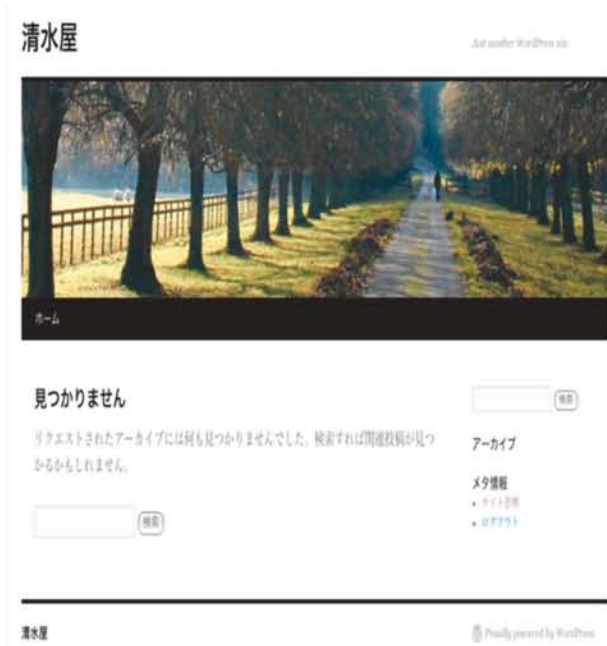 清水屋
Just another WordPress site
ホーム
見つかりません
リクエストされたアーカイブには何も見つかりませんでした。検索すれば関連投稿が見つ
かるかもしれません。
検索
検索
アーカイブ
メタ情報
サイト管理
ログアウト
清水屋
Proudly powered by WordPress.